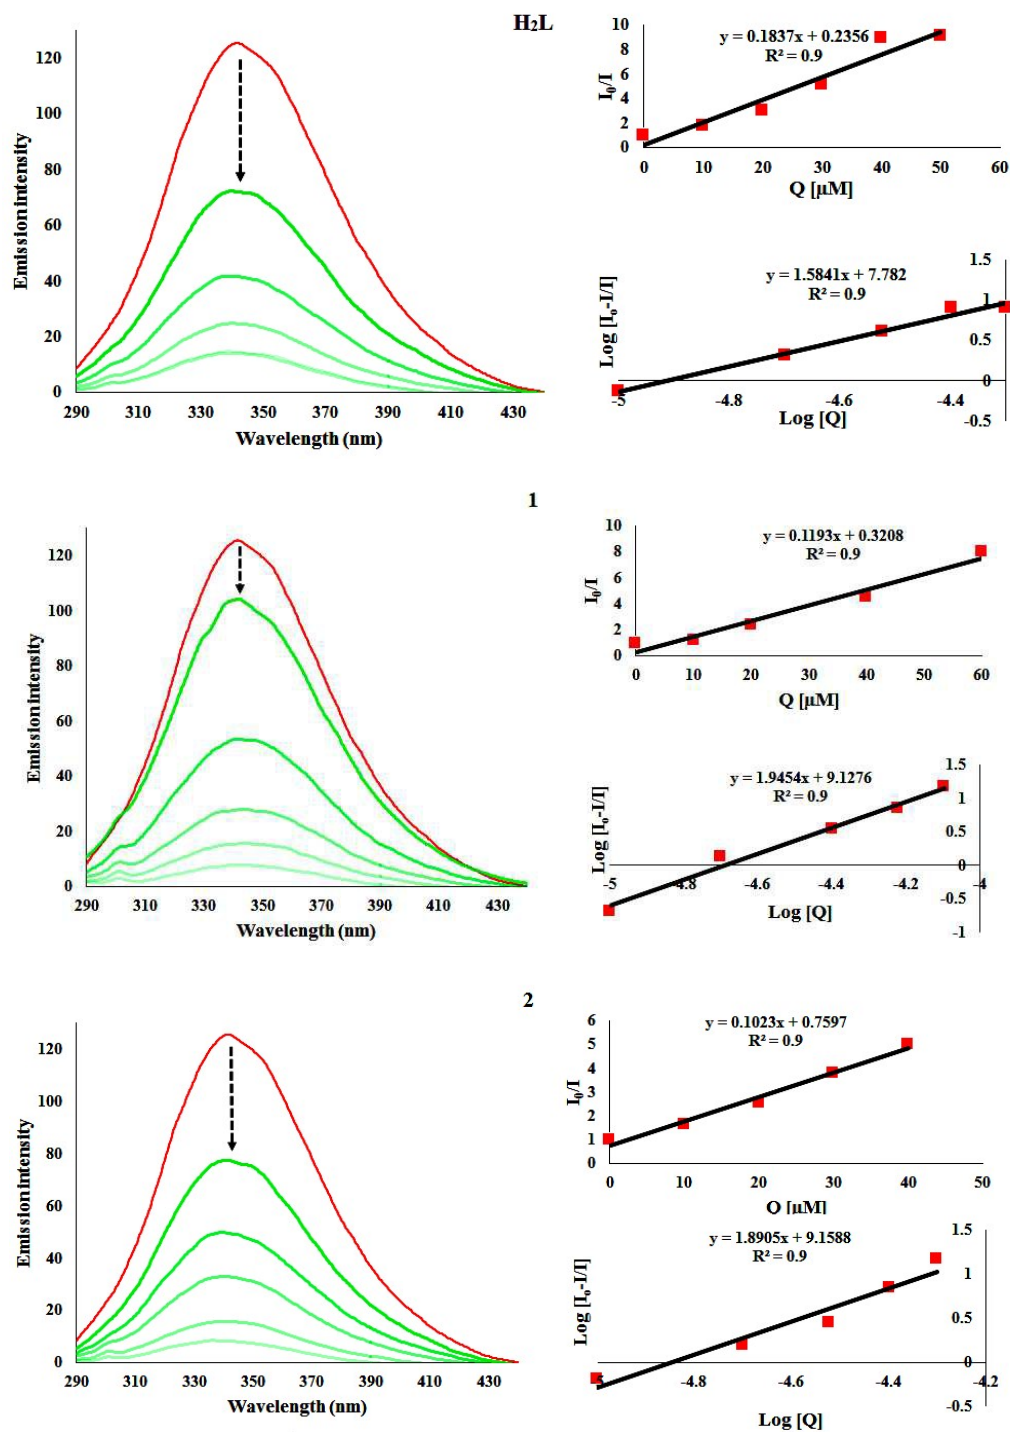 H₂L
120
100
80
60
40
20
0
Emission intensity
290 310 330 350 370 390 410 430
Wavelength (nm)
10
8
6
4
2
0
I₀/I
y = 0.1837x + 0.2356
R² = 0.9
0 10 20 30 40 50 60
Q [µM]
1.5
1
0.5
0
-0.5
Log [I₀-I/I]
y = 1.5841x + 7.782
R² = 0.9
-5 -4.8 -4.6 -4.4
Log [Q]
1
120
100
80
60
40
20
0
Emission intensity
290 310 330 350 370 390 410 430
Wavelength (nm)
10
8
6
4
2
0
I₀/I
y = 0.1193x + 0.3208
R² = 0.9
0 10 20 30 40 50 60
Q [µM]
1.5
1
0.5
0
-0.5
-1
Log [I₀-I/I]
y = 1.9454x + 9.1276
R² = 0.9
-5 -4.8 -4.6 -4.4 -4.2 -4
Log [Q]
2
120
100
80
60
40
20
0
Emission intensity
290 310 330 350 370 390 410 430
Wavelength (nm)
6
5
4
3
2
1
0
I₀/I
y = 0.1023x + 0.7597
R² = 0.9
0 10 20 30 40 50
Q [µM]
1.5
1
0.5
0
-0.5
Log [I₀-I/I]
y = 1.8905x + 9.1588
R² = 0.9
-5 -4.8 -4.6 -4.4 -4.2
Log [Q]